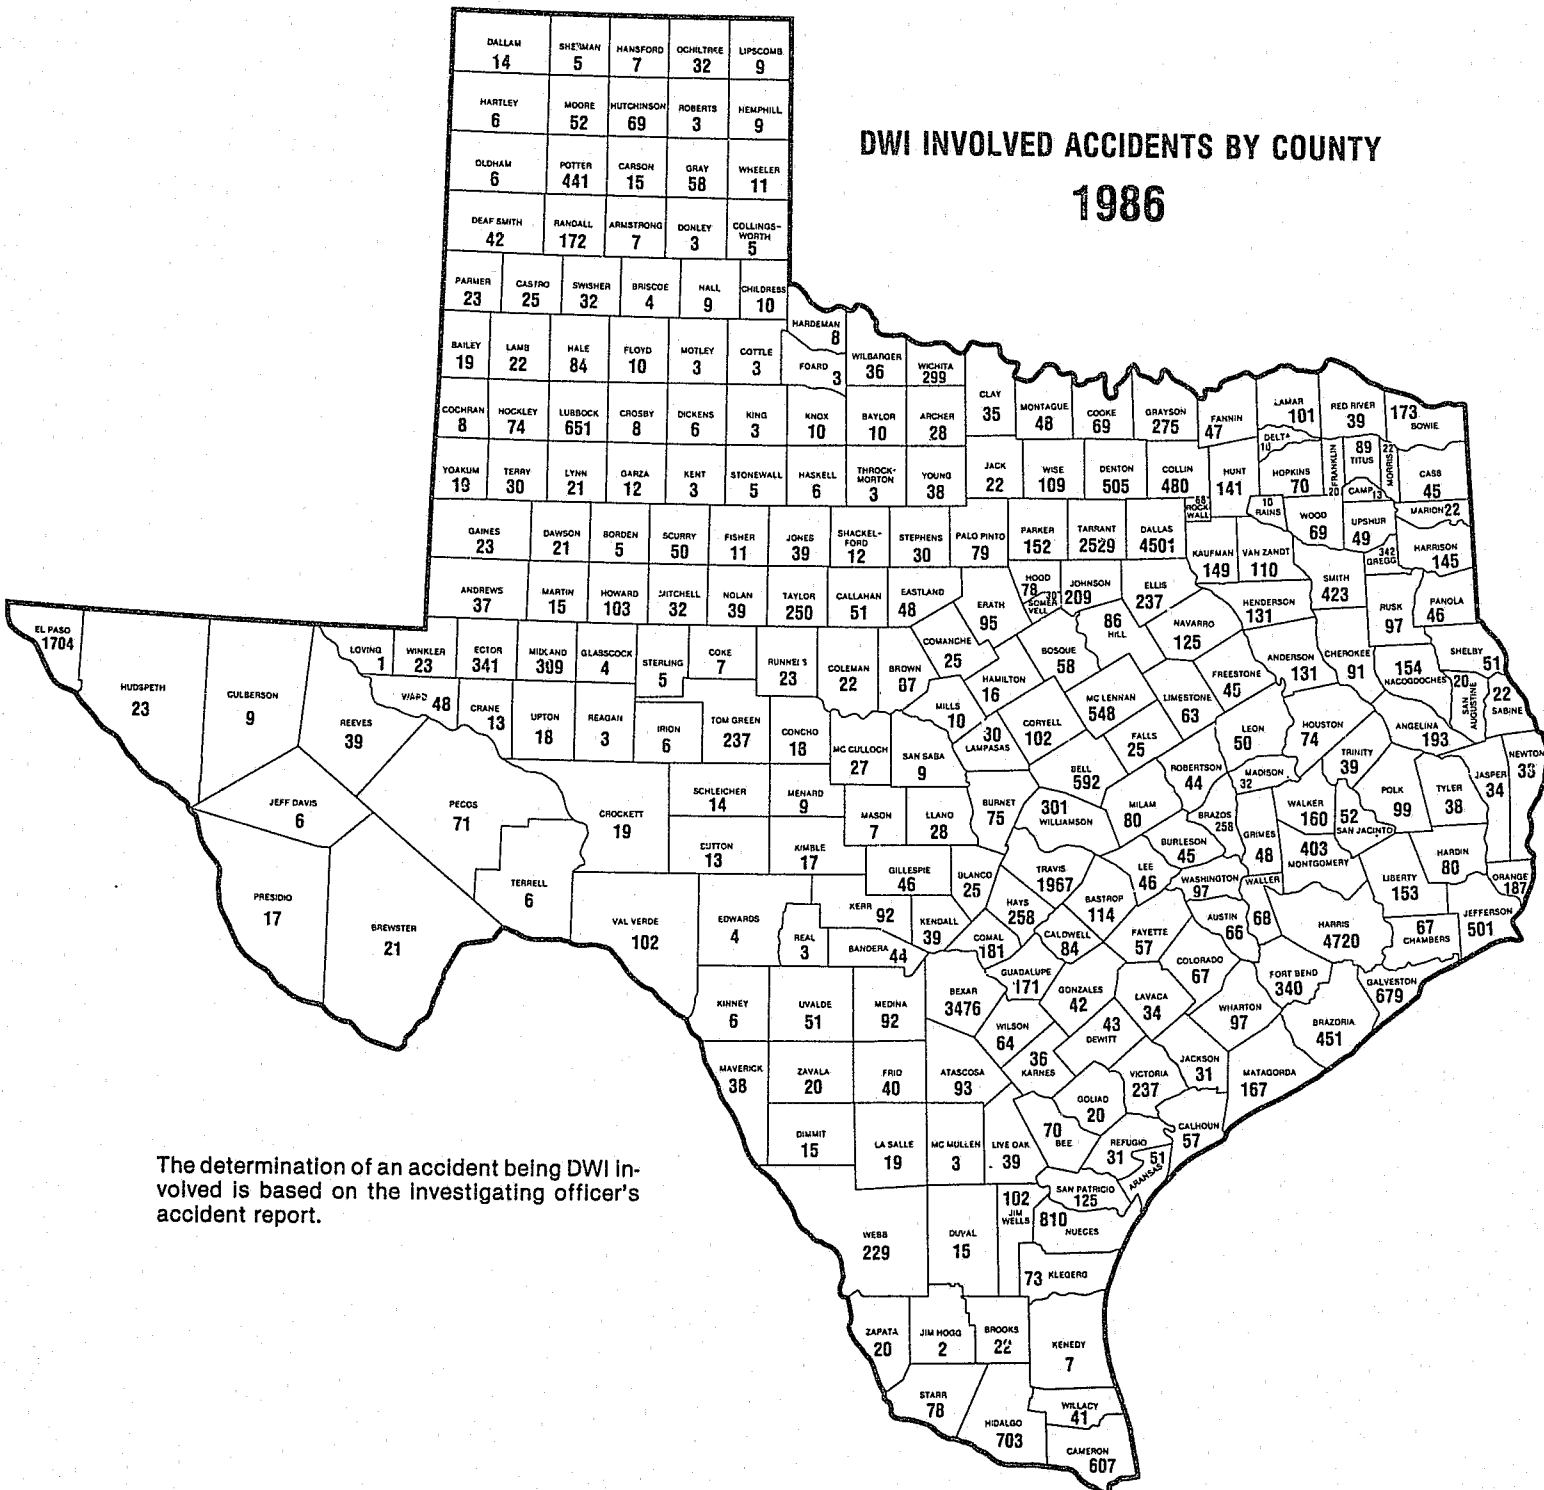 DWI INVOLVED ACCIDENTS BY COUNTY
1986
DALLAM
14
SHERMAN
5
HANSFORD
7
OCHILTREE
32
LIPSCOMB
9
HARTLEY
6
MOORE
52
HUTCHINSON
69
ROBERTS
3
HEMPHILL
9
OLDHAM
6
POTTER
441
CARSON
15
GRAY
58
WHEELER
11
DEAF SMITH
42
RANDALL
172
ARMSTRONG
7
DONLEY
3
COLLINGS-
WORTH
5
PARMER
23
CASTRO
25
SWISHER
32
BRISCOE
4
HALL
9
CHILDRESS
10
HARDEMAN
8
BAILEY
19
LAMB
22
HALE
84
FLOYD
10
MOTLEY
3
COTTLE
3
FOARD
3
WILBARGER
36
WICHITA
299
CLAY
35
MONTAGUE
48
COOKE
69
GRAYSON
275
FANNIN
47
LAMAR
101
RED RIVER
39
173
BOWIE
COCHRAN
8
HOCKLEY
74
LUBBOCK
651
CROSBY
8
DICKENS
6
KING
3
KNOX
10
BAYLOR
10
ARCHER
28
DELTA
10
YOAKUM
19
TERRY
30
LYNN
21
GARZA
12
KENT
3
STONEWALL
5
HASKELL
6
THROCK-
MORTON
3
YOUNG
38
JACK
22
WISE
109
DENTON
505
COLLIN
480
HUNT
141
HOPKINS
70
FRANKLIN
20
89
TITUS
22
MORRIS
CAMP 13
CASS
45
MARION 22
GAINES
23
DAWSON
21
BORDEN
5
SCURRY
50
FISHER
11
JONES
39
SHACKEL-
FORD
12
STEPHENS
30
PALO PINTO
79
PARKER
152
TARRANT
2529
DALLAS
4501
68
ROCK
WALL
10
RAINS
WOOD
69
UPSHUR
49
342
GREGG
HARRISON
145
KAUFMAN
149
VAN ZANDT
110
SMITH
423
ANDREWS
37
MARTIN
15
HOWARD
103
MITCHELL
32
NOLAN
39
TAYLOR
250
CALLAHAN
51
EASTLAND
48
ERATH
95
HOOD
78
SOMER
VELL
JOHNSON
209
ELLIS
237
HENDERSON
131
RUSK
97
PANOLA
46
EL PASO
1704
HUDSPETH
23
CULBERSON
9
LOVING
1
WINKLER
23
ECTOR
341
MIDLAND
309
GLASSCOCK
4
STERLING
5
COKE
7
RUNNELS
23
COLEMAN
22
BROWN
87
COMANCHE
25
HAMILTON
16
BOSQUE
58
86
HILL
NAVARRO
125
FREESTONE
45
ANDERSON
131
CHEROKEE
91
154
NACOGDOCHES
SHELBY
51
20
SAN
AUGUSTINE
22
SABINE
REEVES
39
WARD 48
CRANE
13
UPTON
18
REAGAN
3
IRION
6
TOM GREEN
237
CONCHO
18
MC CULLOCH
27
SAN SABA
9
MILLS
10
30
LAMPASAS
CORYELL
102
MC LENNAN
548
LIMESTONE
63
FALLS
25
LEON
50
HOUSTON
74
TRINITY
39
ANGELINA
193
NEWTON
33
JASPER
34
JEFF DAVIS
6
PECOS
71
CROCKETT
19
SCHLEICHER
14
MENARD
9
MASON
7
LLANO
28
BURNET
75
BELL
592
301
WILLIAMSON
MILAM
80
ROBERTSON
44
MADISON
32
BRAZOS
258
GRIMES
48
WALKER
160
52
SAN JACINTO
POLK
99
TYLER
38
SUTTON
13
KIMBLE
17
GILLESPIE
46
BLANCO
25
TRAVIS
1967
LEE
46
BURLESON
45
WASHINGTON
97
403
MONTGOMERY
LIBERTY
153
HARDIN
80
ORANGE
187
PRESIDIO
17
BREWSTER
21
TERRELL
6
VAL VERDE
102
EDWARDS
4
REAL
3
KERR 92
BANDERA 44
KENDALL
39
HAYS
258
COMAL
181
BASTROP
114
CALDWELL
84
FAYETTE
57
AUSTIN
66
WALLER
68
HARRIS
4720
67
CHAMBERS
JEFFERSON
501
KINNEY
6
UVALDE
51
MEDINA
92
BEXAR
3476
GUADALUPE
171
GONZALES
42
LAVACA
34
COLORADO
67
FORT BEND
340
GALVESTON
679
WHARTON
97
BRAZORIA
451
WILSON
64
36
KARNES
43
DEWITT
JACKSON
31
MATAGORDA
167
MAVERICK
38
ZAVALA
20
FRIO
40
ATASCOSA
93
VICTORIA
237
GOLIAD
20
CALHOUN
57
DIMMIT
15
LA SALLE
19
MC MULLEN
3
LIVE OAK
39
70
BEE
REFUGIO
31
51
ARANSAS
The determination of an accident being DWI in-
volved is based on the investigating officer's
accident report.
SAN PATRICIO
125
WEBB
229
DUVAL
15
102
JIM
WELLS
810
NUECES
73 KLEGERG
ZAPATA
20
JIM HOGG
2
BROOKS
22
KENEDY
7
STARR
78
HIDALGO
703
WILLACY
41
CAMERON
607